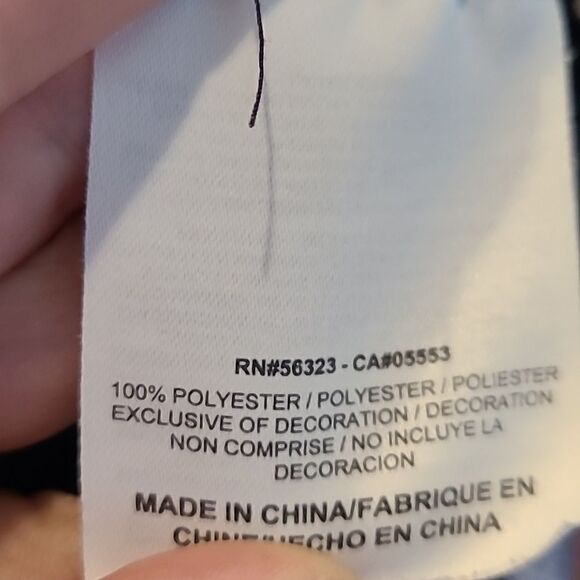 RN#56323 - CA#05553
100% POLYESTER / POLYESTER / POLIESTER
EXCLUSIVE OF DECORATION / DECORATION
NON COMPRISE / NO INCLUYE LA
DECORACION
MADE IN CHINA/FABRIQUE EN
CHINE/HECHO EN CHINA